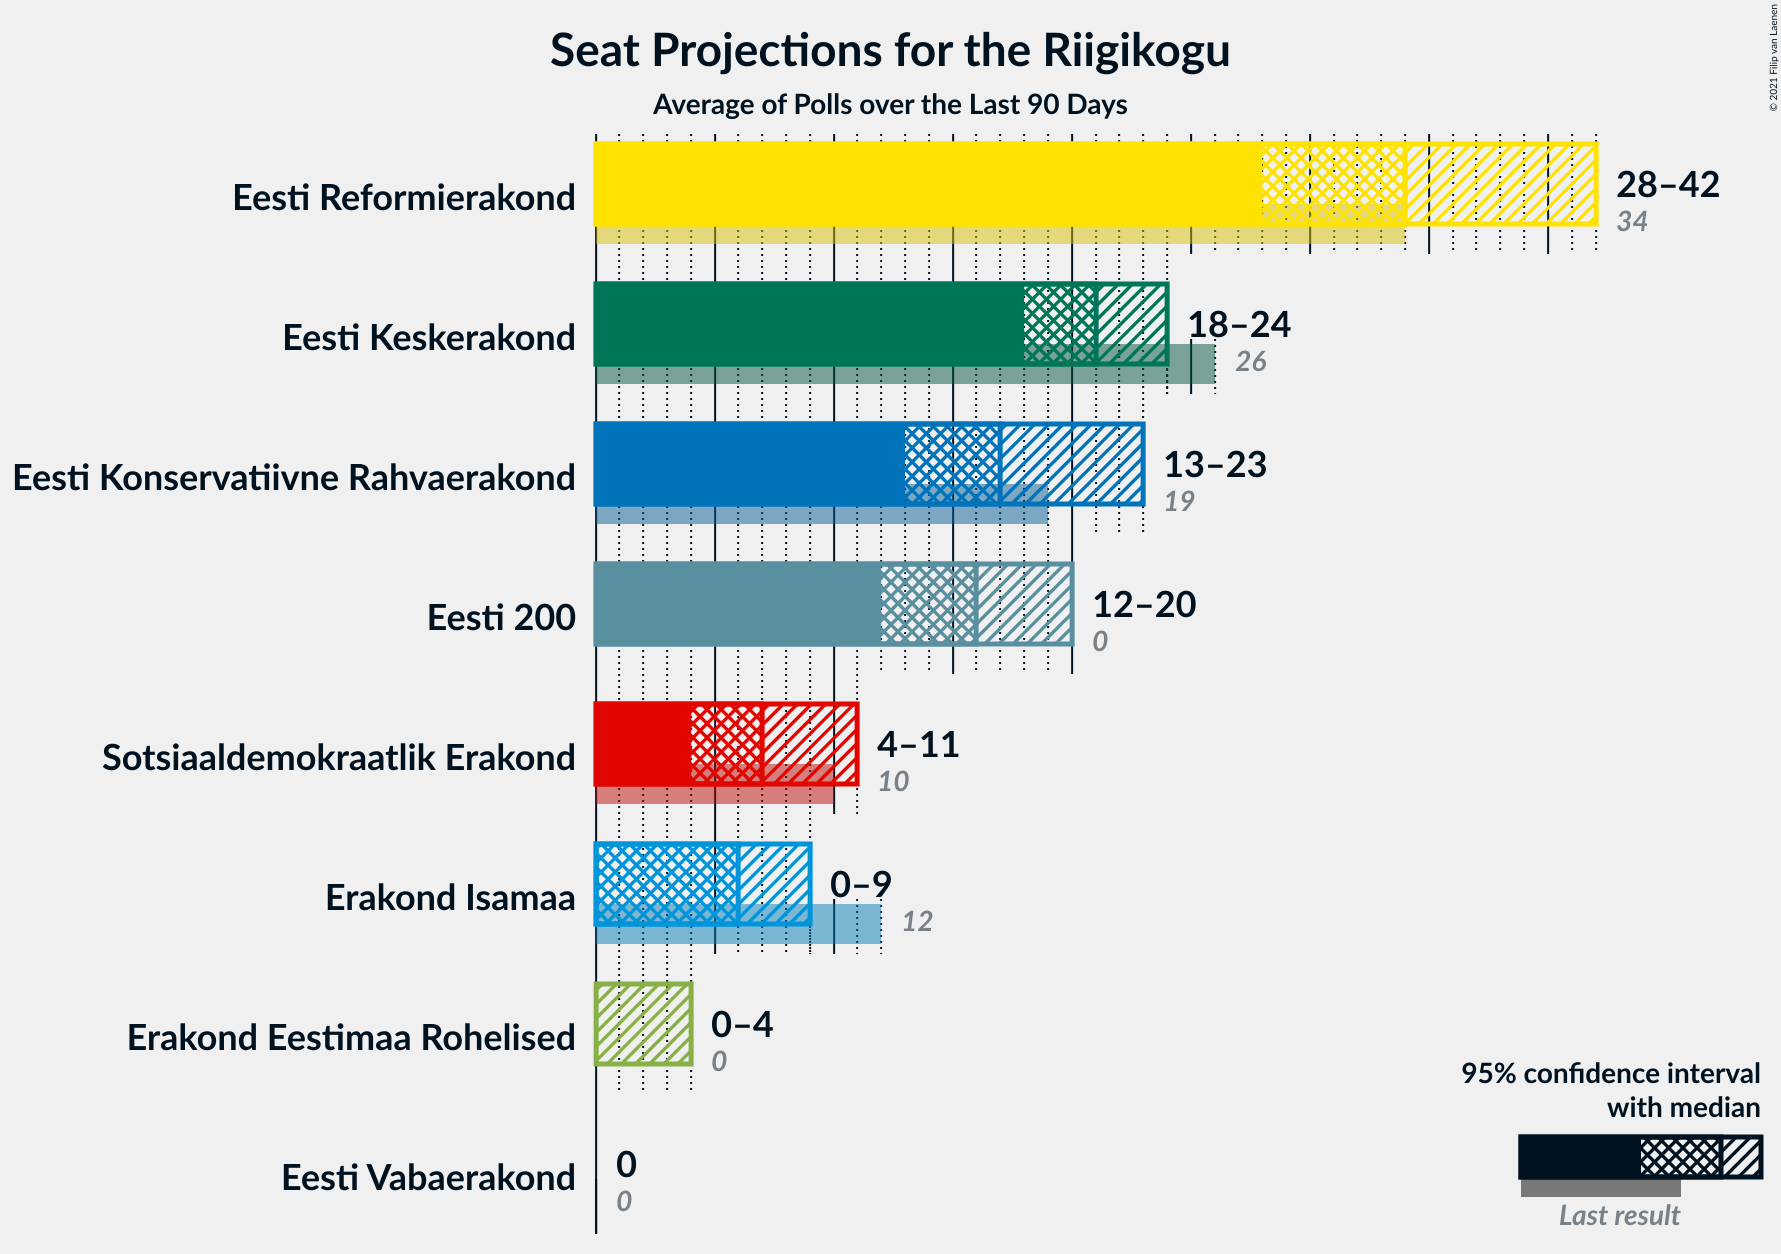 Seat Projections for the Riigikogu
Average of Polls over the Last 90 Days
© 2021 Filip van Laenen
Eesti Reformierakond
28–42
34
Eesti Keskerakond
18–24
26
Eesti Konservatiivne Rahvaerakond
13–23
19
Eesti 200
12–20
0
Sotsiaaldemokraatlik Erakond
4–11
10
Erakond Isamaa
0–9
12
Erakond Eestimaa Rohelised
0–4
0
Eesti Vabaerakond
0
0
95% confidence interval
with median
Last result